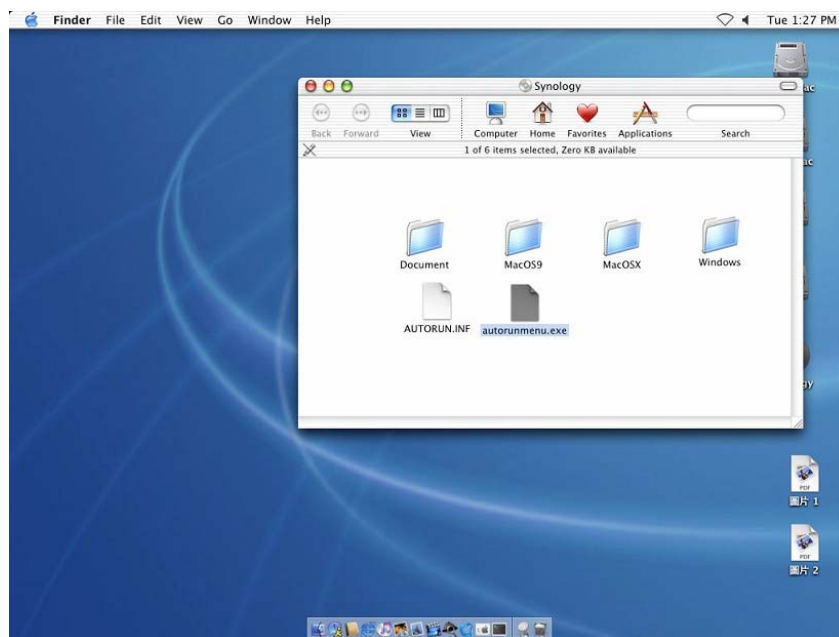 Finder File Edit View Go Window Help Tue 1:27 PM
Synology
Back Forward View Computer Home Favorites Applications Search
1 of 6 items selected, Zero KB available
Document MacOS9 MacOSX Windows
AUTORUN.INF autorunmenu.exe
PDF
圖片 1
PDF
圖片 2